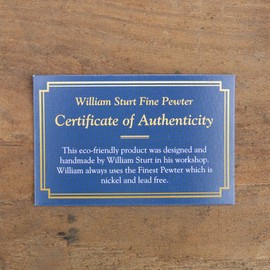 William Sturt Fine Pewter
Certificate of Authenticity
This eco-friendly product was designed and
handmade by William Sturt in his workshop.
William always uses the Finest Pewter which is
nickel and lead free.